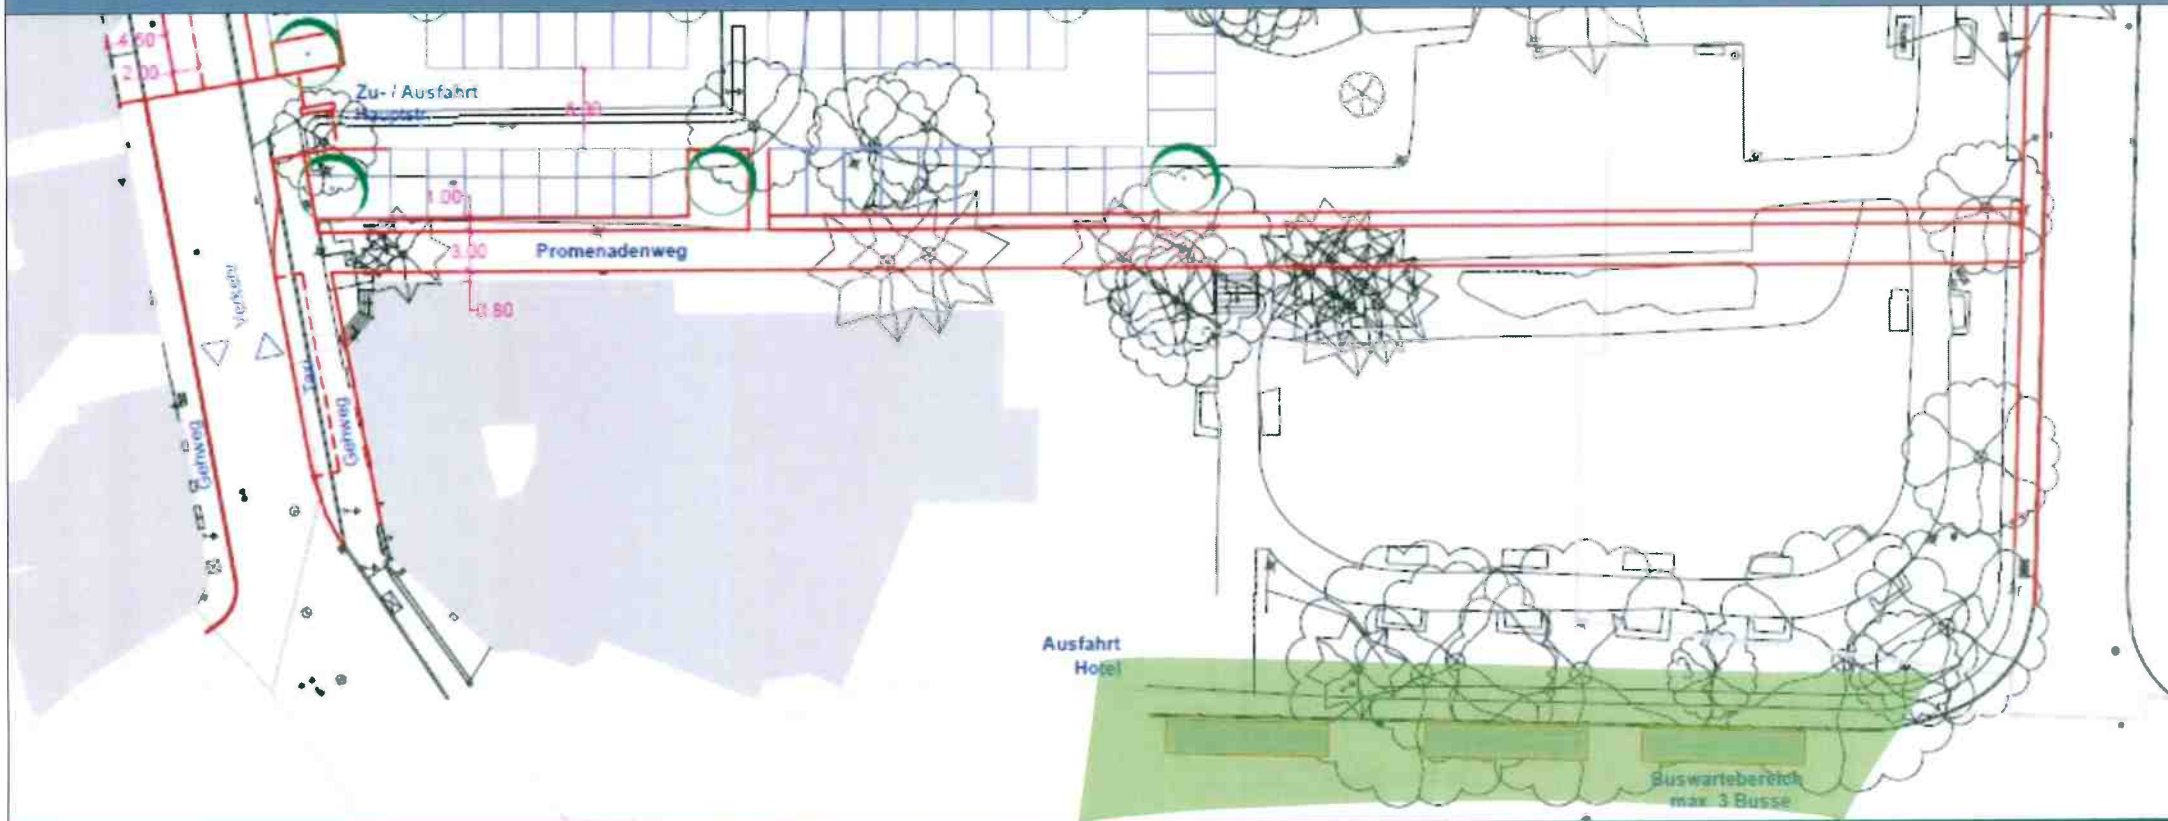 4.50
2.00
Zu- / Ausfahrt
Hauptstr.
1.00
3.00
Promenadenweg
0.80
Verkehr
Taxi
Gehweg
Gehweg
Ausfahrt
Hotel
Buswartebereich
max. 3 Busse